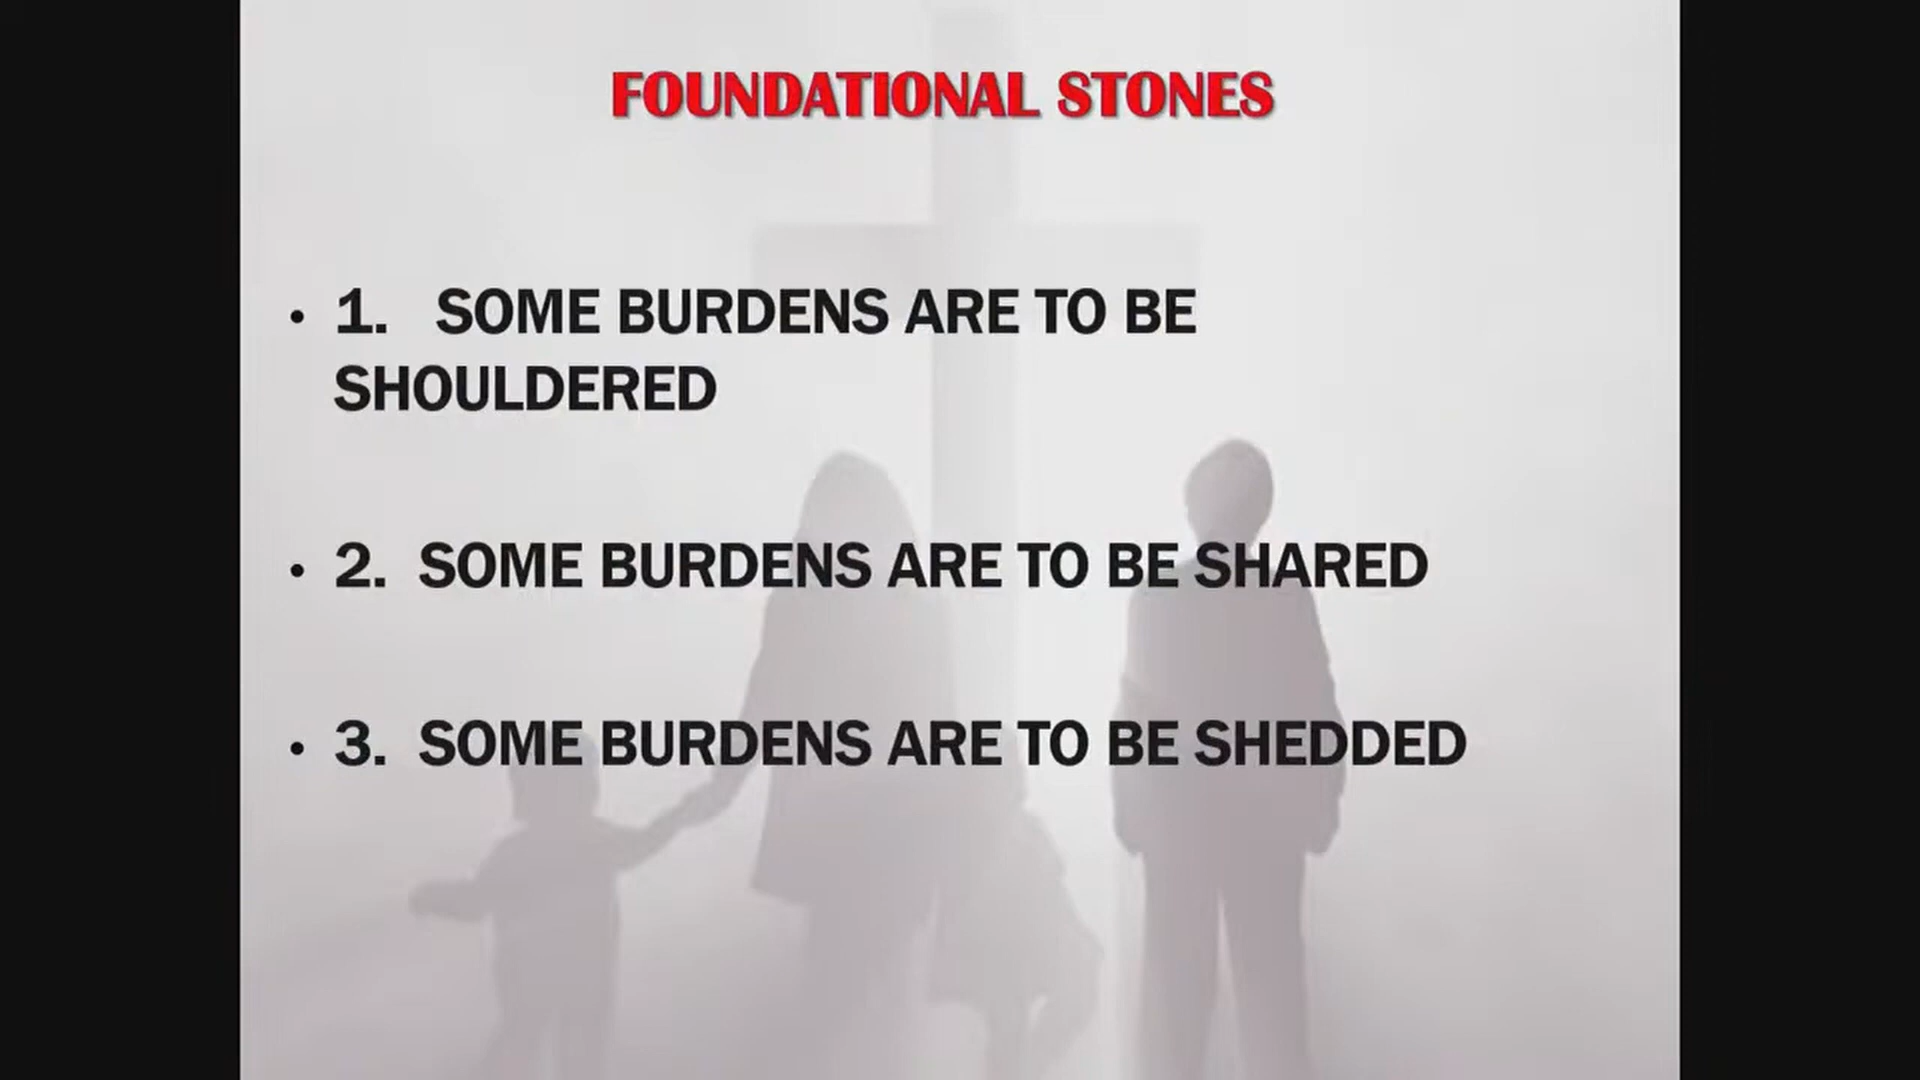 FOUNDATIONAL STONES
• 1. SOME BURDENS ARE TO BE
SHOULDERED
• 2. SOME BURDENS ARE TO BE SHARED
• 3. SOME BURDENS ARE TO BE SHEDDED